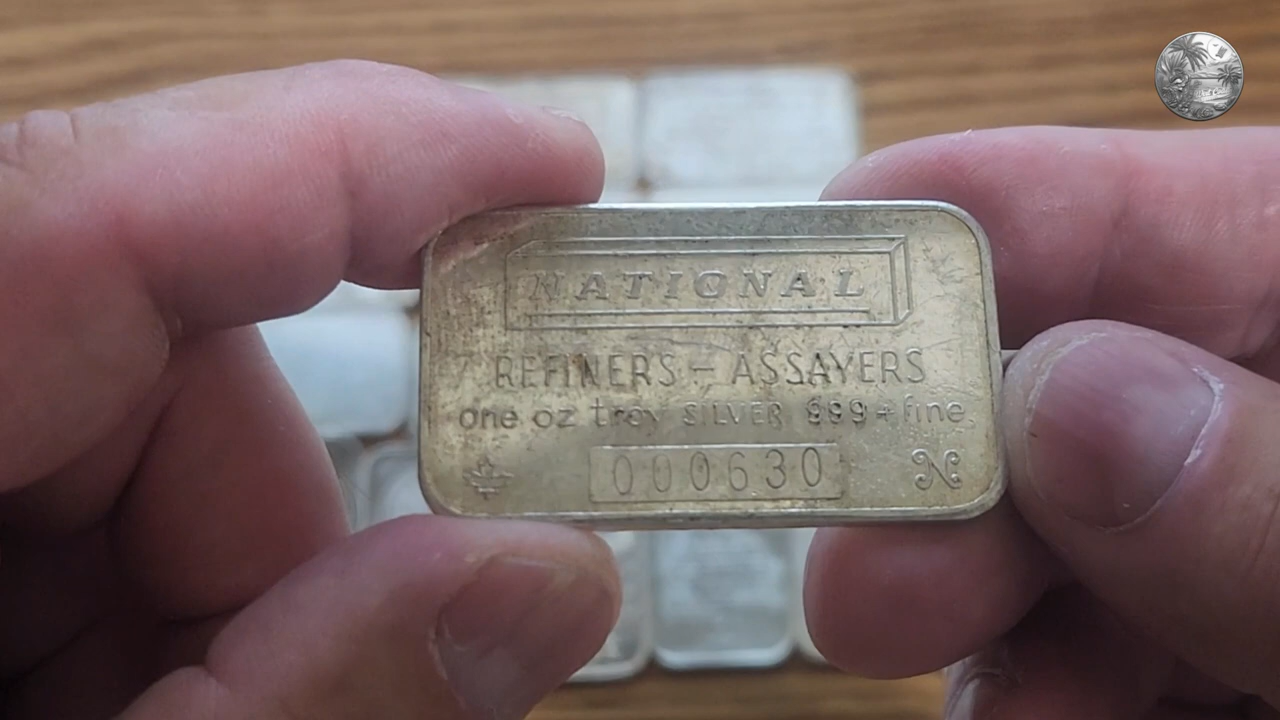 NATIONAL
REFINERS - ASSAYERS
one oz troy SILVER 999+ fine
000630
N